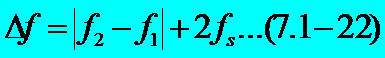 Δf = |f₂ − f₁| + 2fₛ...(7.1−22)